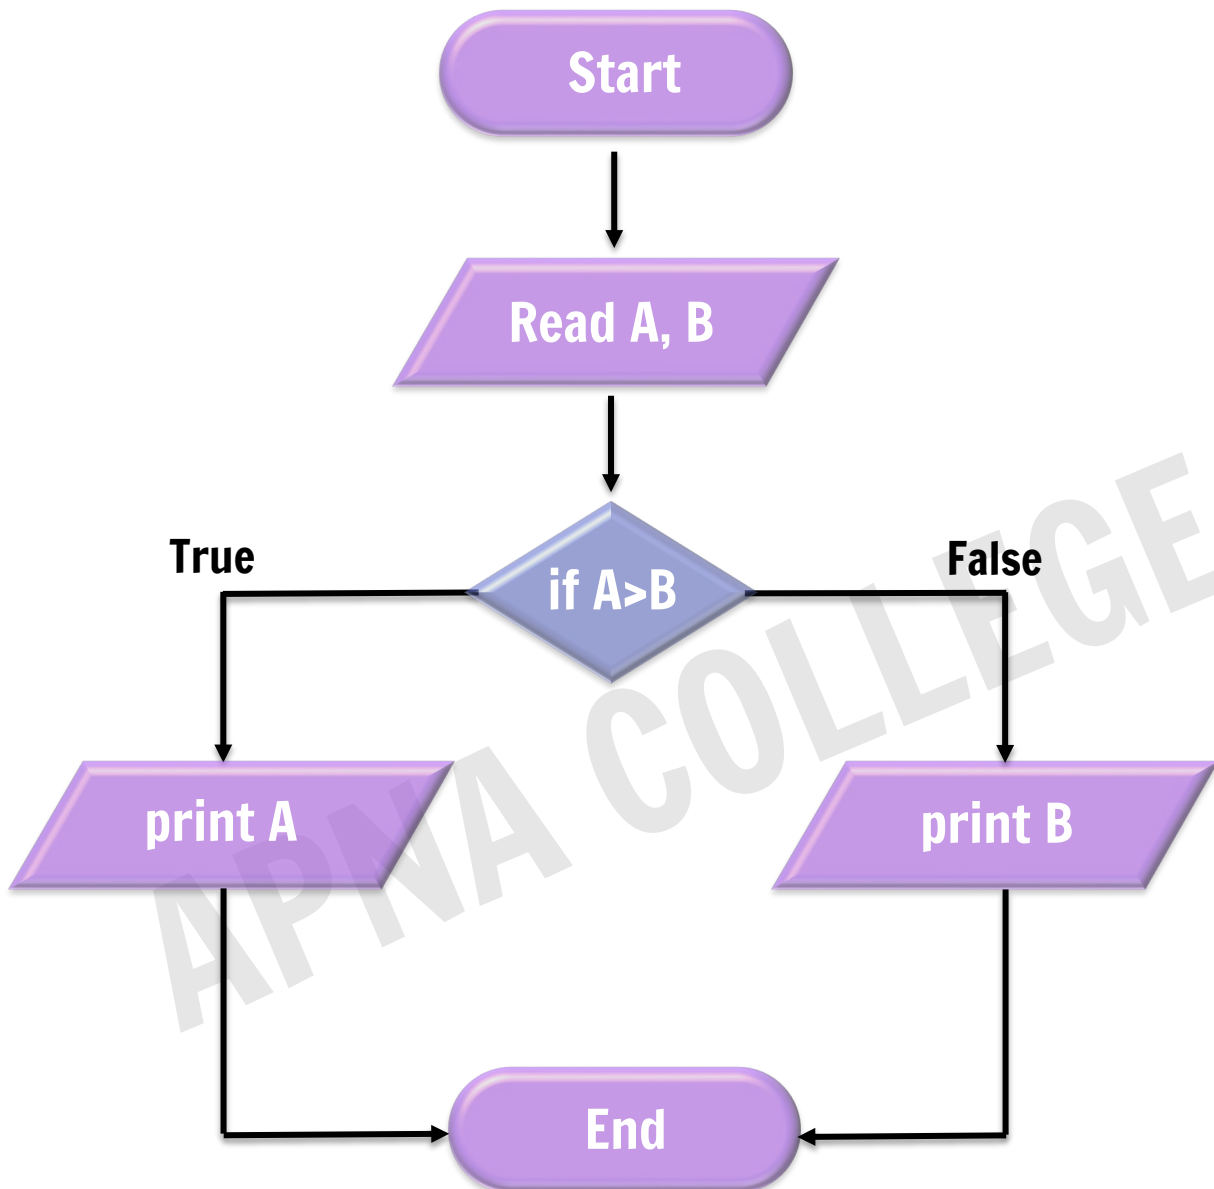 Start
Read A, B
True
if A>B
False
print A
print B
End
APNA COLLEGE